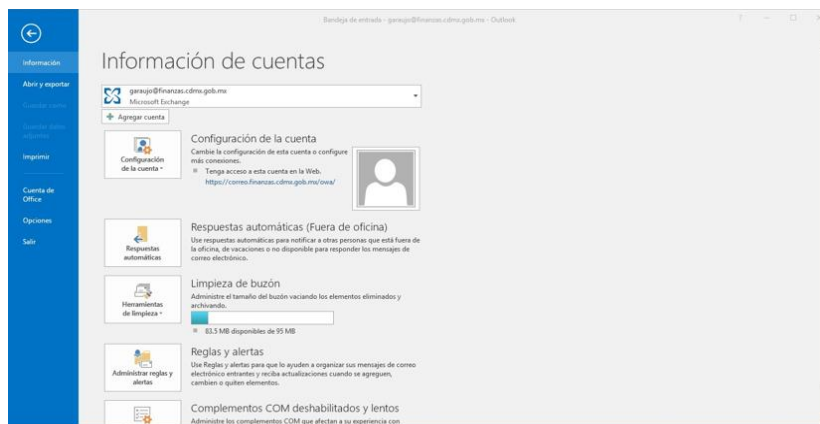 Bandeja de entrada - garaujo@finanzas.cdmx.gob.mx - Outlook
?
Información
Abrir y exportar
Guardar como
Guardar datos
adjuntos
Imprimir
Cuenta de
Office
Opciones
Salir
Información de cuentas
garaujo@finanzas.cdmx.gob.mx
Microsoft Exchange
Agregar cuenta
Configuración
de la cuenta
Configuración de la cuenta
Cambie la configuración de esta cuenta o configure
más conexiones.
Tenga acceso a esta cuenta en la Web.
https://correo.finanzas.cdmx.gob.mx/owa/
Respuestas
automáticas
Respuestas automáticas (Fuera de oficina)
Use respuestas automáticas para notificar a otras personas que está fuera de
la oficina, de vacaciones o no disponible para responder los mensajes de
correo electrónico.
Herramientas
de limpieza
Limpieza de buzón
Administre el tamaño del buzón vaciando los elementos eliminados y
archivando.
83.5 MB disponibles de 95 MB
Administrar reglas y
alertas
Reglas y alertas
Use Reglas y alertas para que lo ayuden a organizar sus mensajes de correo
electrónico entrantes y reciba actualizaciones cuando se agreguen,
cambien o quiten elementos.
Complementos COM deshabilitados y lentos
Administre los complementos COM que afectan a su experiencia con